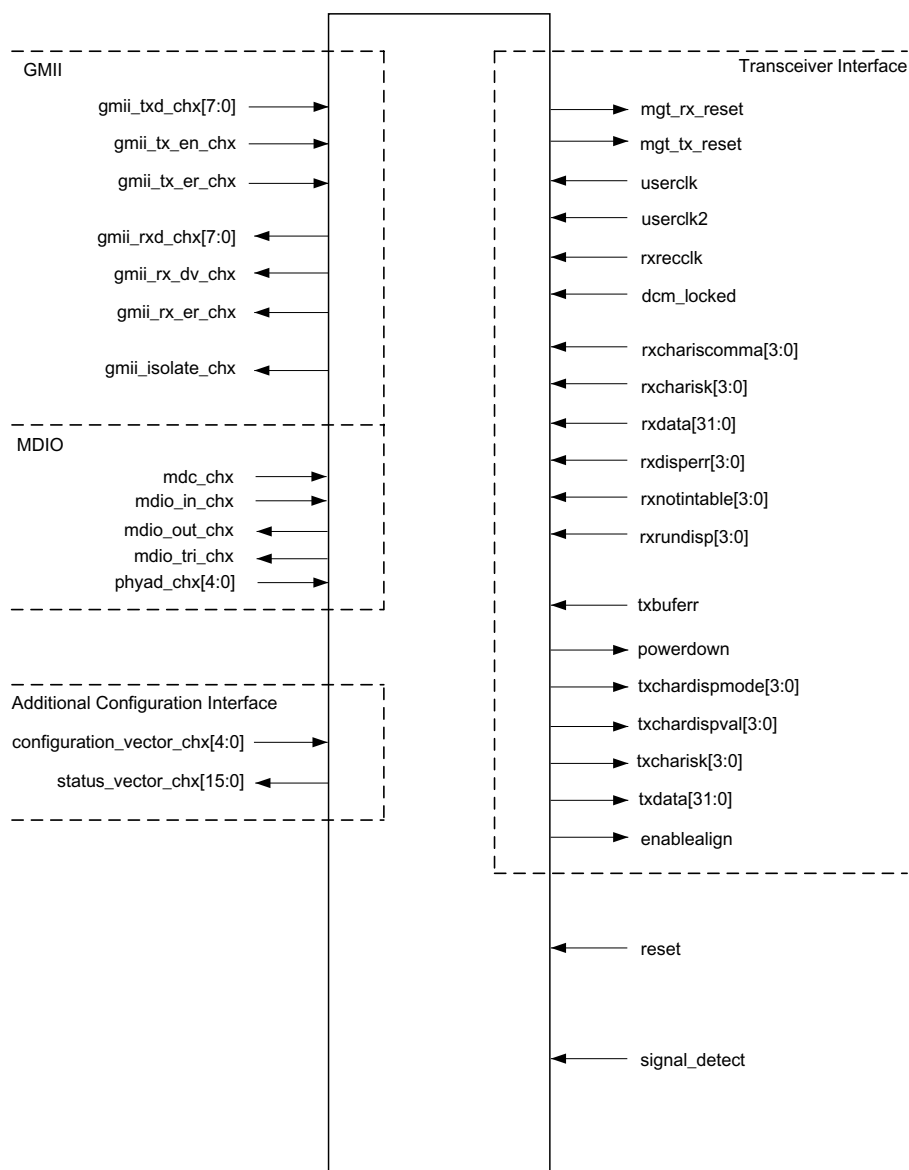 GMII
gmii_txd_chx[7:0]
gmii_tx_en_chx
gmii_tx_er_chx
gmii_rxd_chx[7:0]
gmii_rx_dv_chx
gmii_rx_er_chx
gmii_isolate_chx
MDIO
mdc_chx
mdio_in_chx
mdio_out_chx
mdio_tri_chx
phyad_chx[4:0]
Additional Configuration Interface
configuration_vector_chx[4:0]
status_vector_chx[15:0]
Transceiver Interface
mgt_rx_reset
mgt_tx_reset
userclk
userclk2
rxrecclk
dcm_locked
rxchariscomma[3:0]
rxcharisk[3:0]
rxdata[31:0]
rxdisperr[3:0]
rxnotintable[3:0]
rxrundisp[3:0]
txbuferr
powerdown
txchardispmode[3:0]
txchardispval[3:0]
txcharisk[3:0]
txdata[31:0]
enablealign
reset
signal_detect